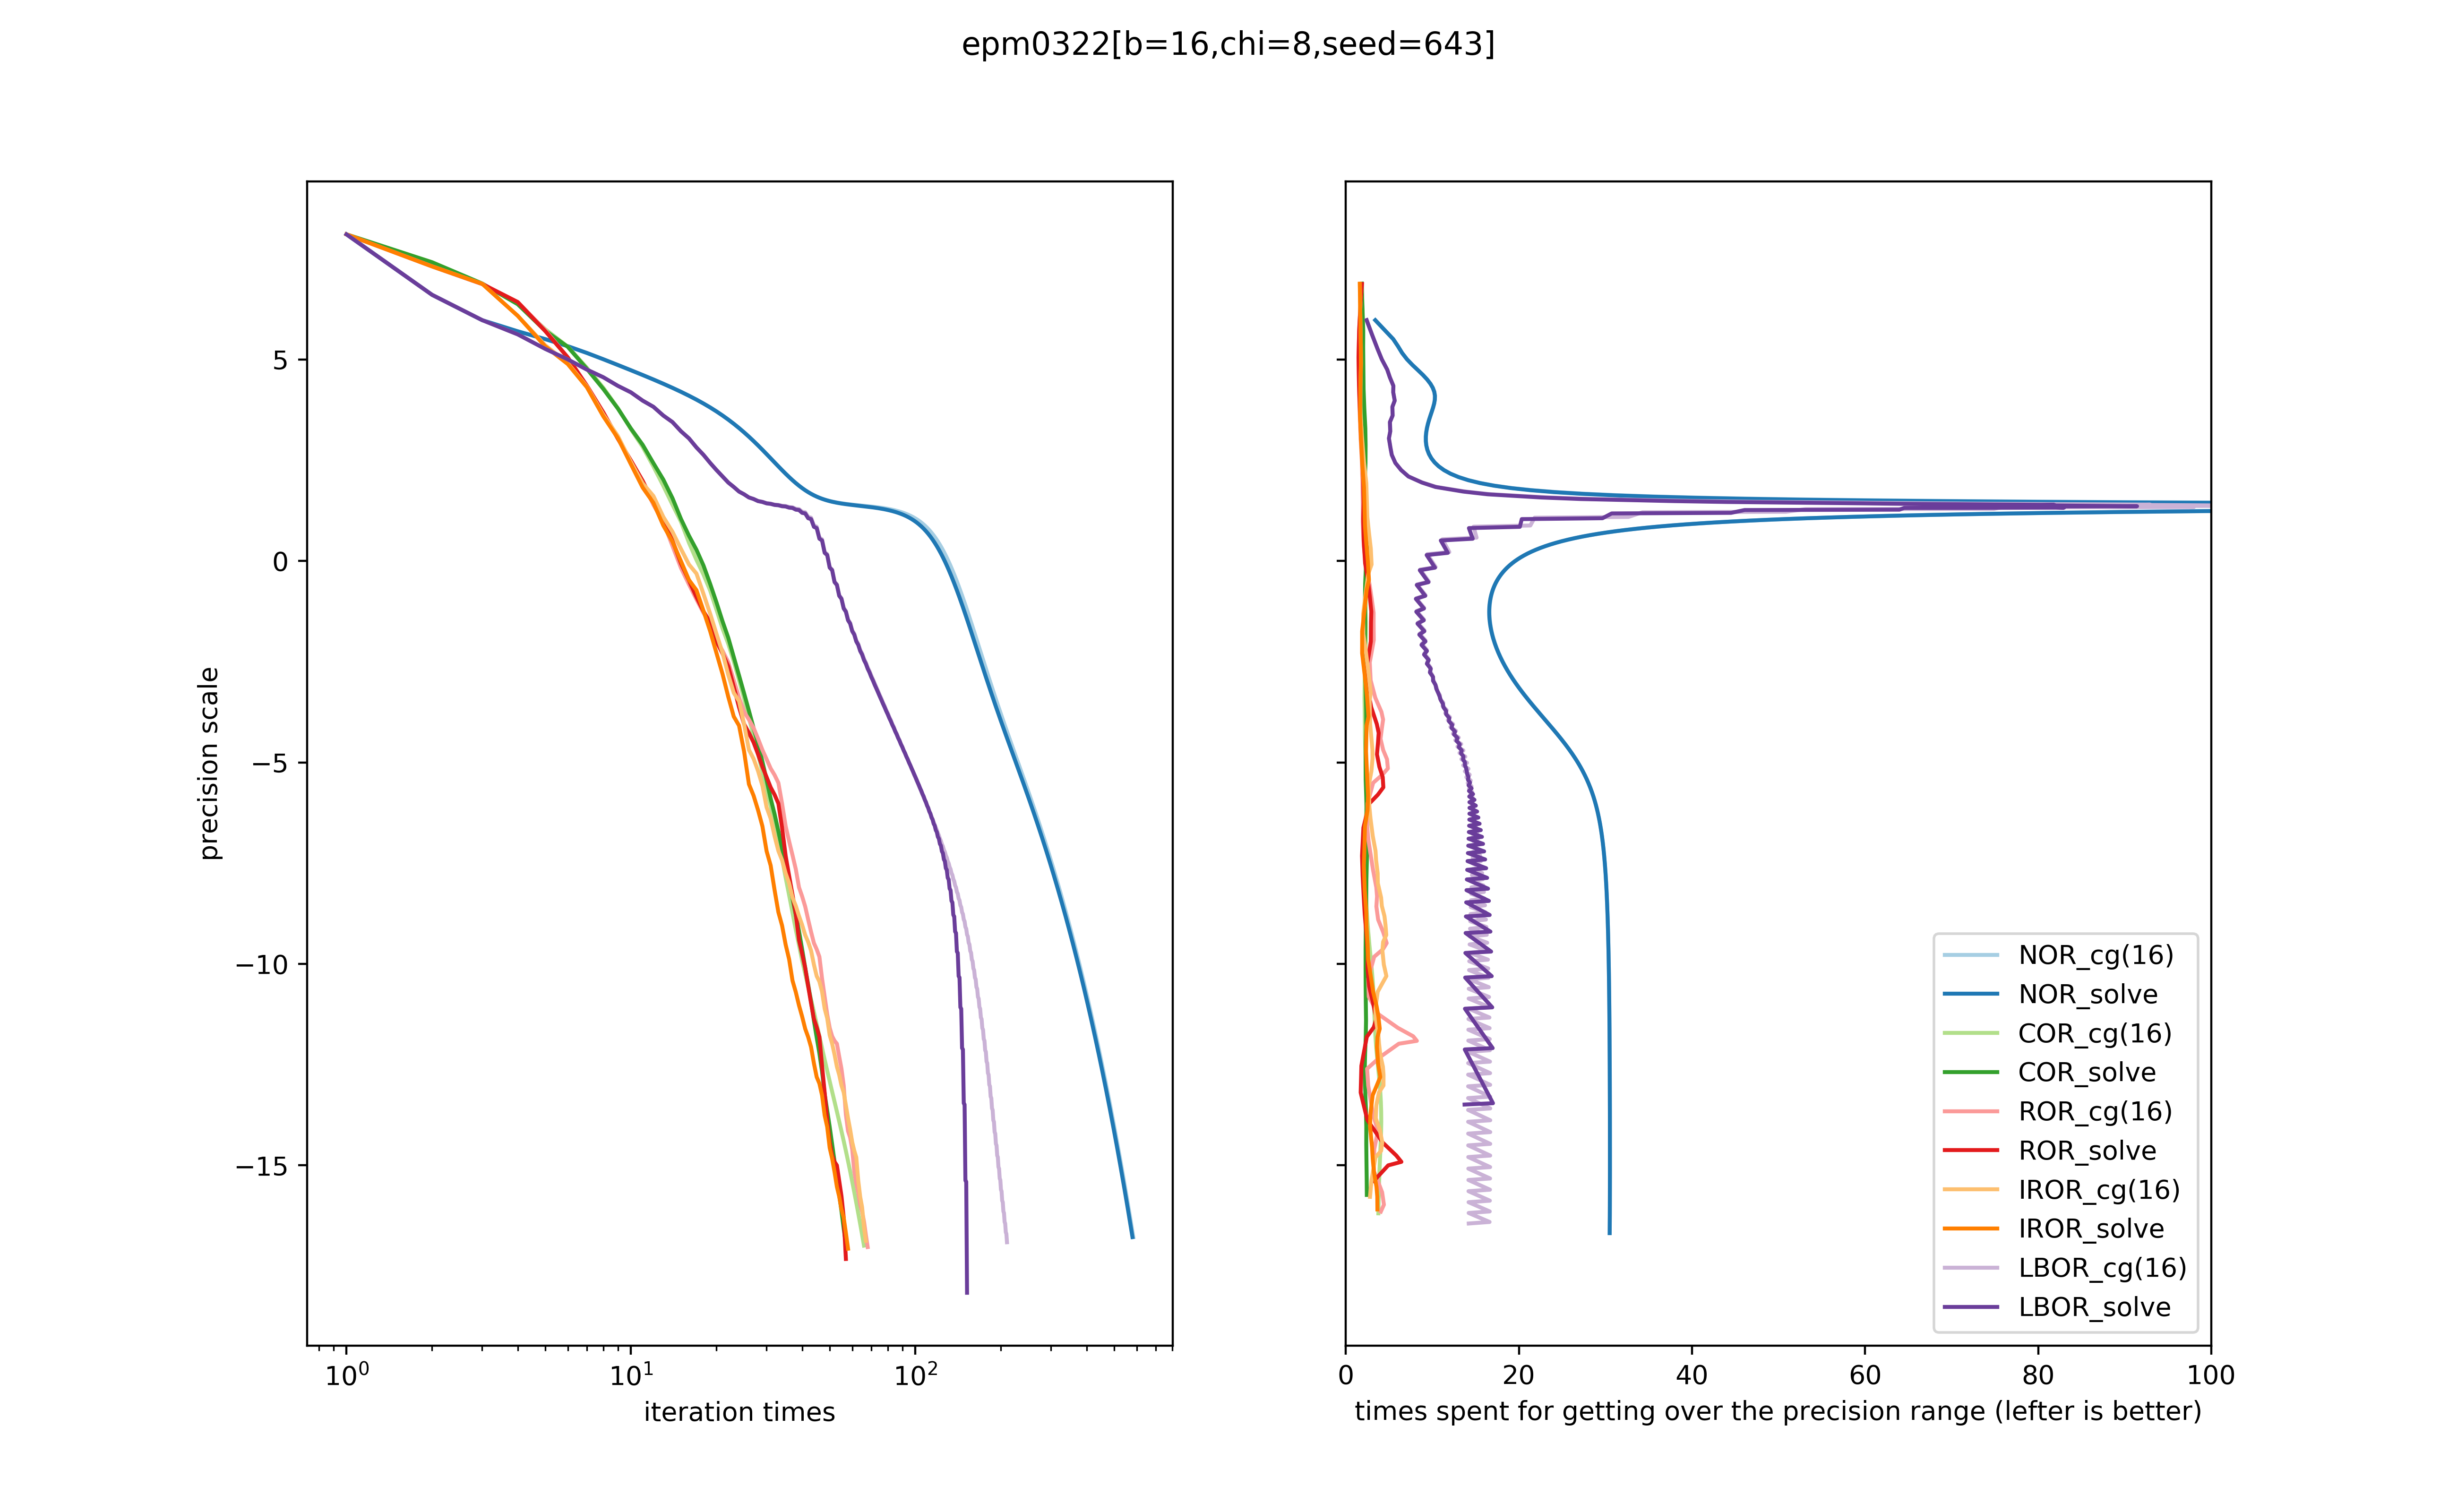 epm0322[b=16,chi=8,seed=643]
precision scale
5
0
−5
−10
−15
10⁰
10¹
10²
iteration times
0
20
40
60
80
100
times spent for getting over the precision range (lefter is better)
NOR_cg(16)
NOR_solve
COR_cg(16)
COR_solve
ROR_cg(16)
ROR_solve
IROR_cg(16)
IROR_solve
LBOR_cg(16)
LBOR_solve